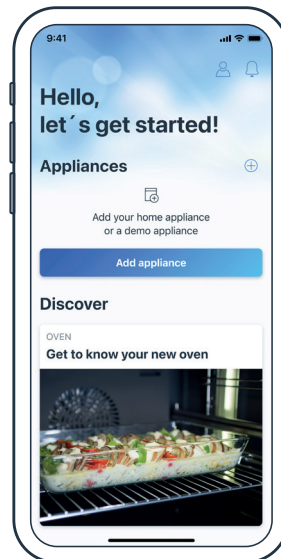 9:41
Hello,
let´s get started!
Appliances
Add your home appliance
or a demo appliance
Add appliance
Discover
OVEN
Get to know your new oven